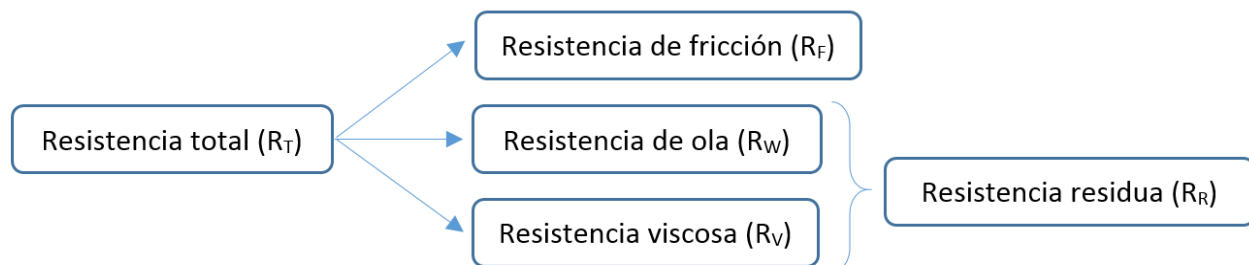 Resistencia de fricción (RF)
Resistencia total (RT)
Resistencia de ola (RW)
Resistencia residua (RR)
Resistencia viscosa (RV)